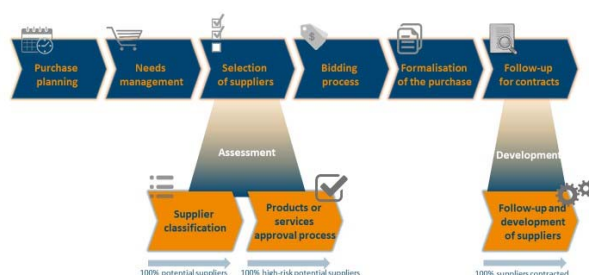 Purchase
planning
Needs
management
Selection
of suppliers
Bidding
process
Formalisation
of the purchase
Follow-up
for contracts
Assessment
Development
Supplier
classification
Products or
services
approval process
Follow-up and
development
of suppliers
100% potential suppliers
100% high-risk potential suppliers
100% suppliers contracted